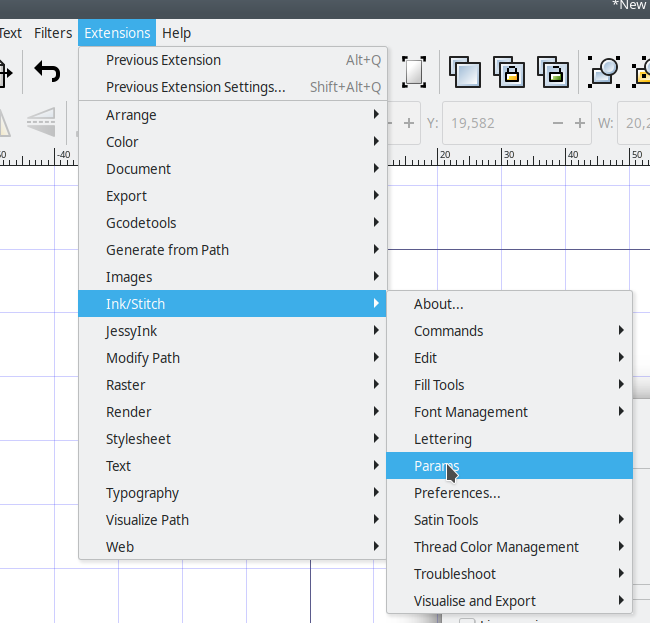 *New
Text Filters Extensions Help
Previous Extension Alt+Q
Previous Extension Settings... Shift+Alt+Q
Y: 19,582 W: 20,2
Arrange
Color
-40 20 30 40 50
Document
Export
Gcodetools
Generate from Path
Images
Ink/Stitch
JessyInk
Modify Path
Raster
Render
Stylesheet
Text
Typography
Visualize Path
Web
About...
Commands
Edit
Fill Tools
Font Management
Lettering
Params
Preferences...
Satin Tools
Thread Color Management
Troubleshoot
Visualise and Export